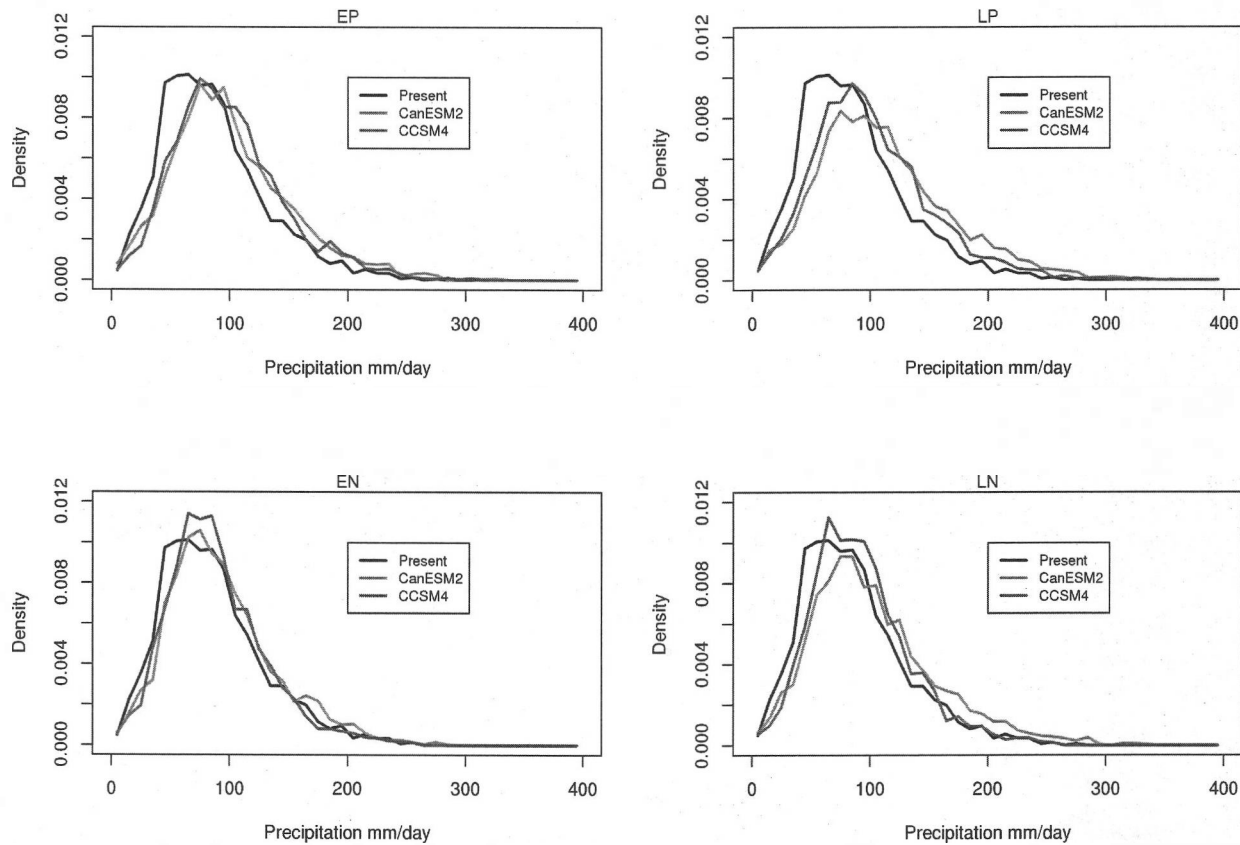 EP
0.012
0.008
0.004
0.000
Density
Present
CanESM2
CCSM4
0
100
200
300
400
Precipitation mm/day
LP
0.012
0.008
0.004
0.000
Density
Present
CanESM2
CCSM4
0
100
200
300
400
Precipitation mm/day
EN
0.012
0.008
0.004
0.000
Density
Present
CanESM2
CCSM4
0
100
200
300
400
Precipitation mm/day
LN
0.012
0.008
0.004
0.000
Density
Present
CanESM2
CCSM4
0
100
200
300
400
Precipitation mm/day